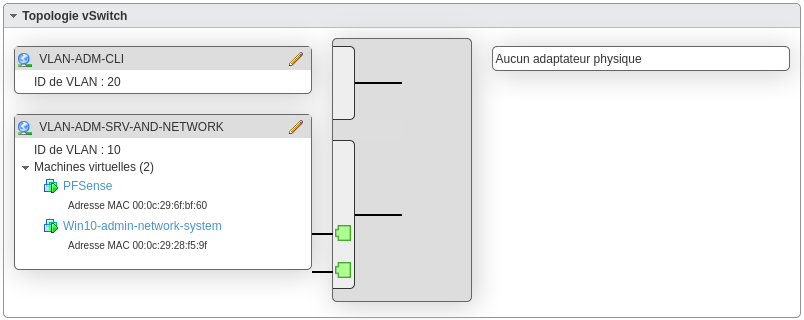 Topologie vSwitch
VLAN-ADM-CLI
ID de VLAN : 20
Aucun adaptateur physique
VLAN-ADM-SRV-AND-NETWORK
ID de VLAN : 10
Machines virtuelles (2)
PFSense
Adresse MAC 00:0c:29:6f:bf:60
Win10-admin-network-system
Adresse MAC 00:0c:29:28:f5:9f